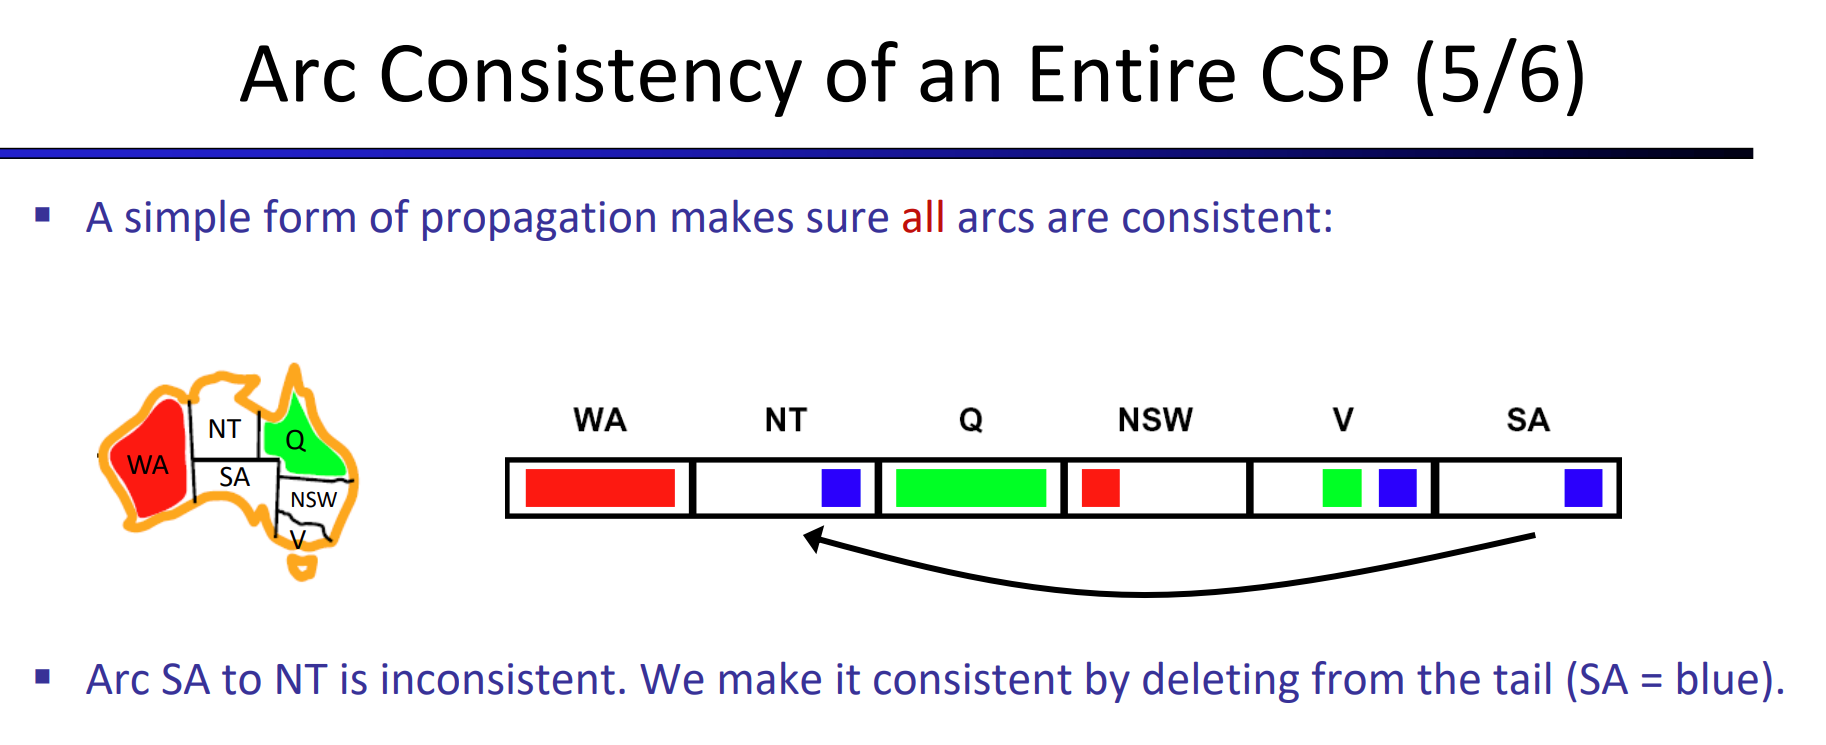 Arc Consistency of an Entire CSP (5/6)
A simple form of propagation makes sure all arcs are consistent:
WA NT Q NSW V SA
NT
Q
WA
SA
NSW
V
Arc SA to NT is inconsistent. We make it consistent by deleting from the tail (SA = blue).